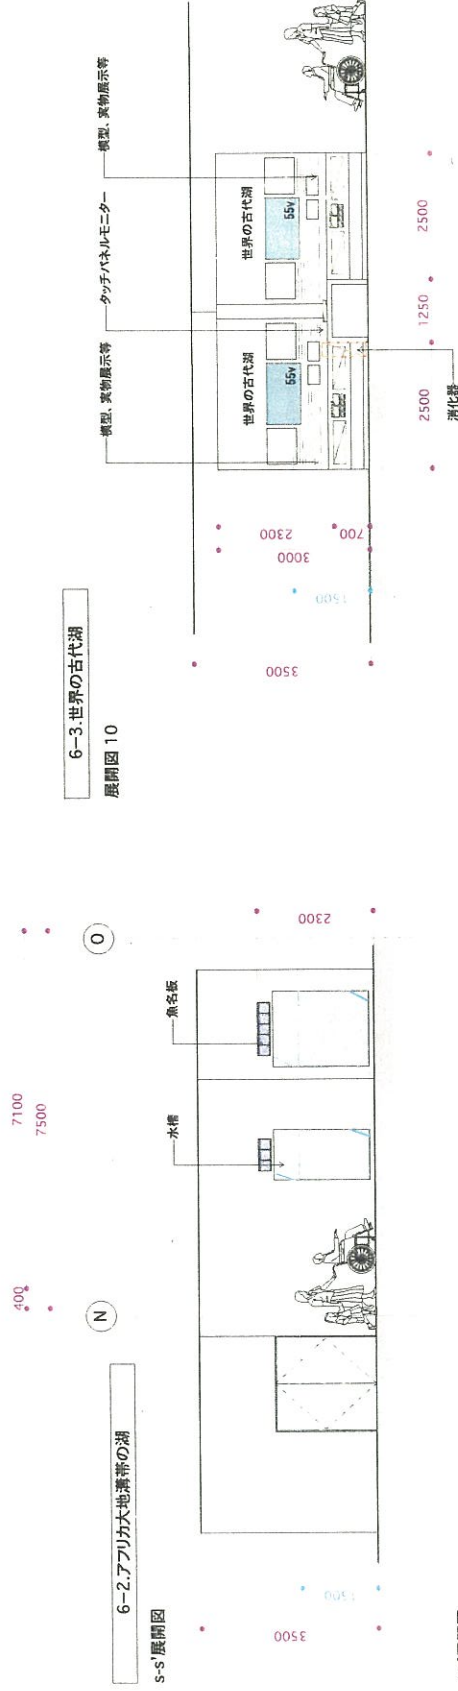 400
7100
7500
N
O
6-2.アフリカ大地溝帯の湖
s-s'展開図
水槽
魚名板
3500
1500
2300
6-3.世界の古代湖
展開図 10
模型、実物展示等
タッチパネルモニター
模型、実物展示等
世界の古代湖
55v
世界の古代湖
55v
3500
1500
3000
2300
700
2500
1250
2500
消化器